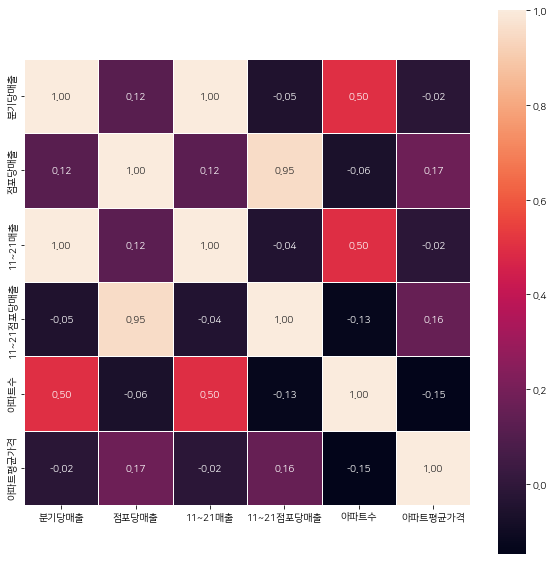 분기당매출 1.00 0.12 1.00 -0.05 0.50 -0.02
점포당매출 0.12 1.00 0.12 0.95 -0.06 0.17
11~21매출 1.00 0.12 1.00 -0.04 0.50 -0.02
11~21점포당매출 -0.05 0.95 -0.04 1.00 -0.13 0.16
아파트수 0.50 -0.06 0.50 -0.13 1.00 -0.15
아파트평균가격 -0.02 0.17 -0.02 0.16 -0.15 1.00
분기당매출 점포당매출 11~21매출 11~21점포당매출 아파트수 아파트평균가격
1.0
0.8
0.6
0.4
0.2
0.0